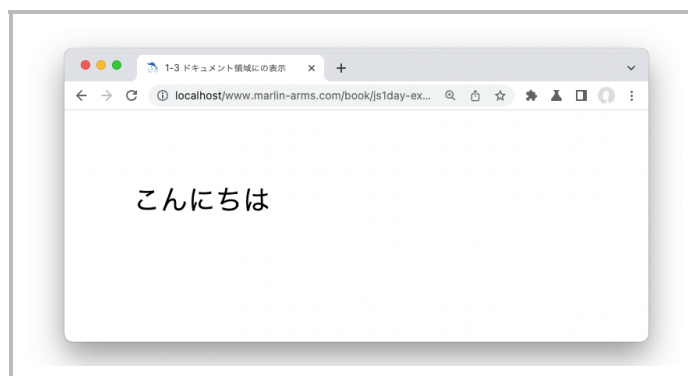 1-3 ドキュメント領域にの表示
localhost/www.marlin-arms.com/book/js1day-ex...
こんにちは